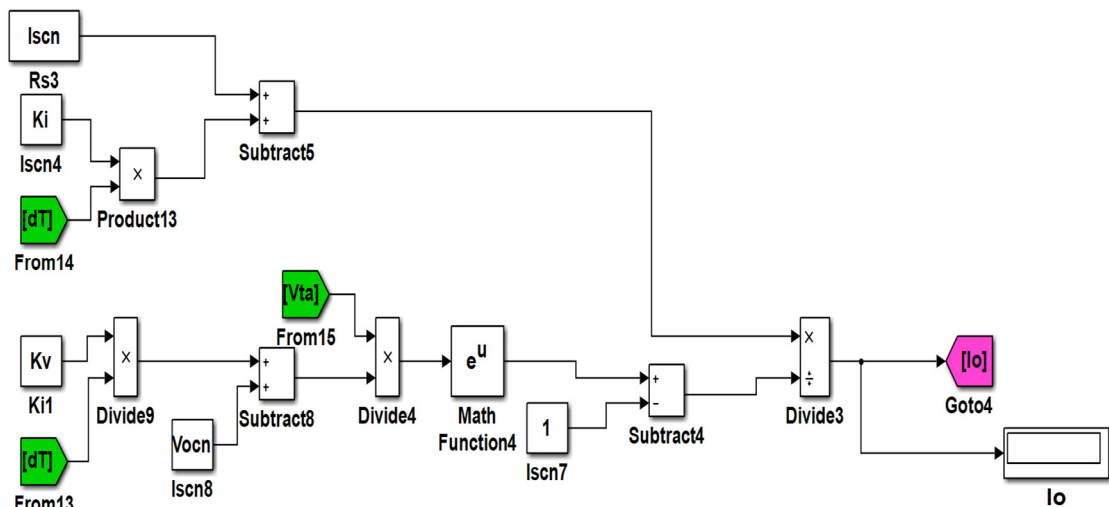 Iscn
Rs3
Ki
Iscn4
×
Product13
[dT]
From14
+
+
Subtract5
Kv
Ki1
×
Divide9
[dT]
From13
Vocn
Iscn8
+
+
Subtract8
[Vta]
From15
×
Divide4
e^u
Math
Function4
1
Iscn7
+
−
Subtract4
×
÷
Divide3
[Io]
Goto4
Io